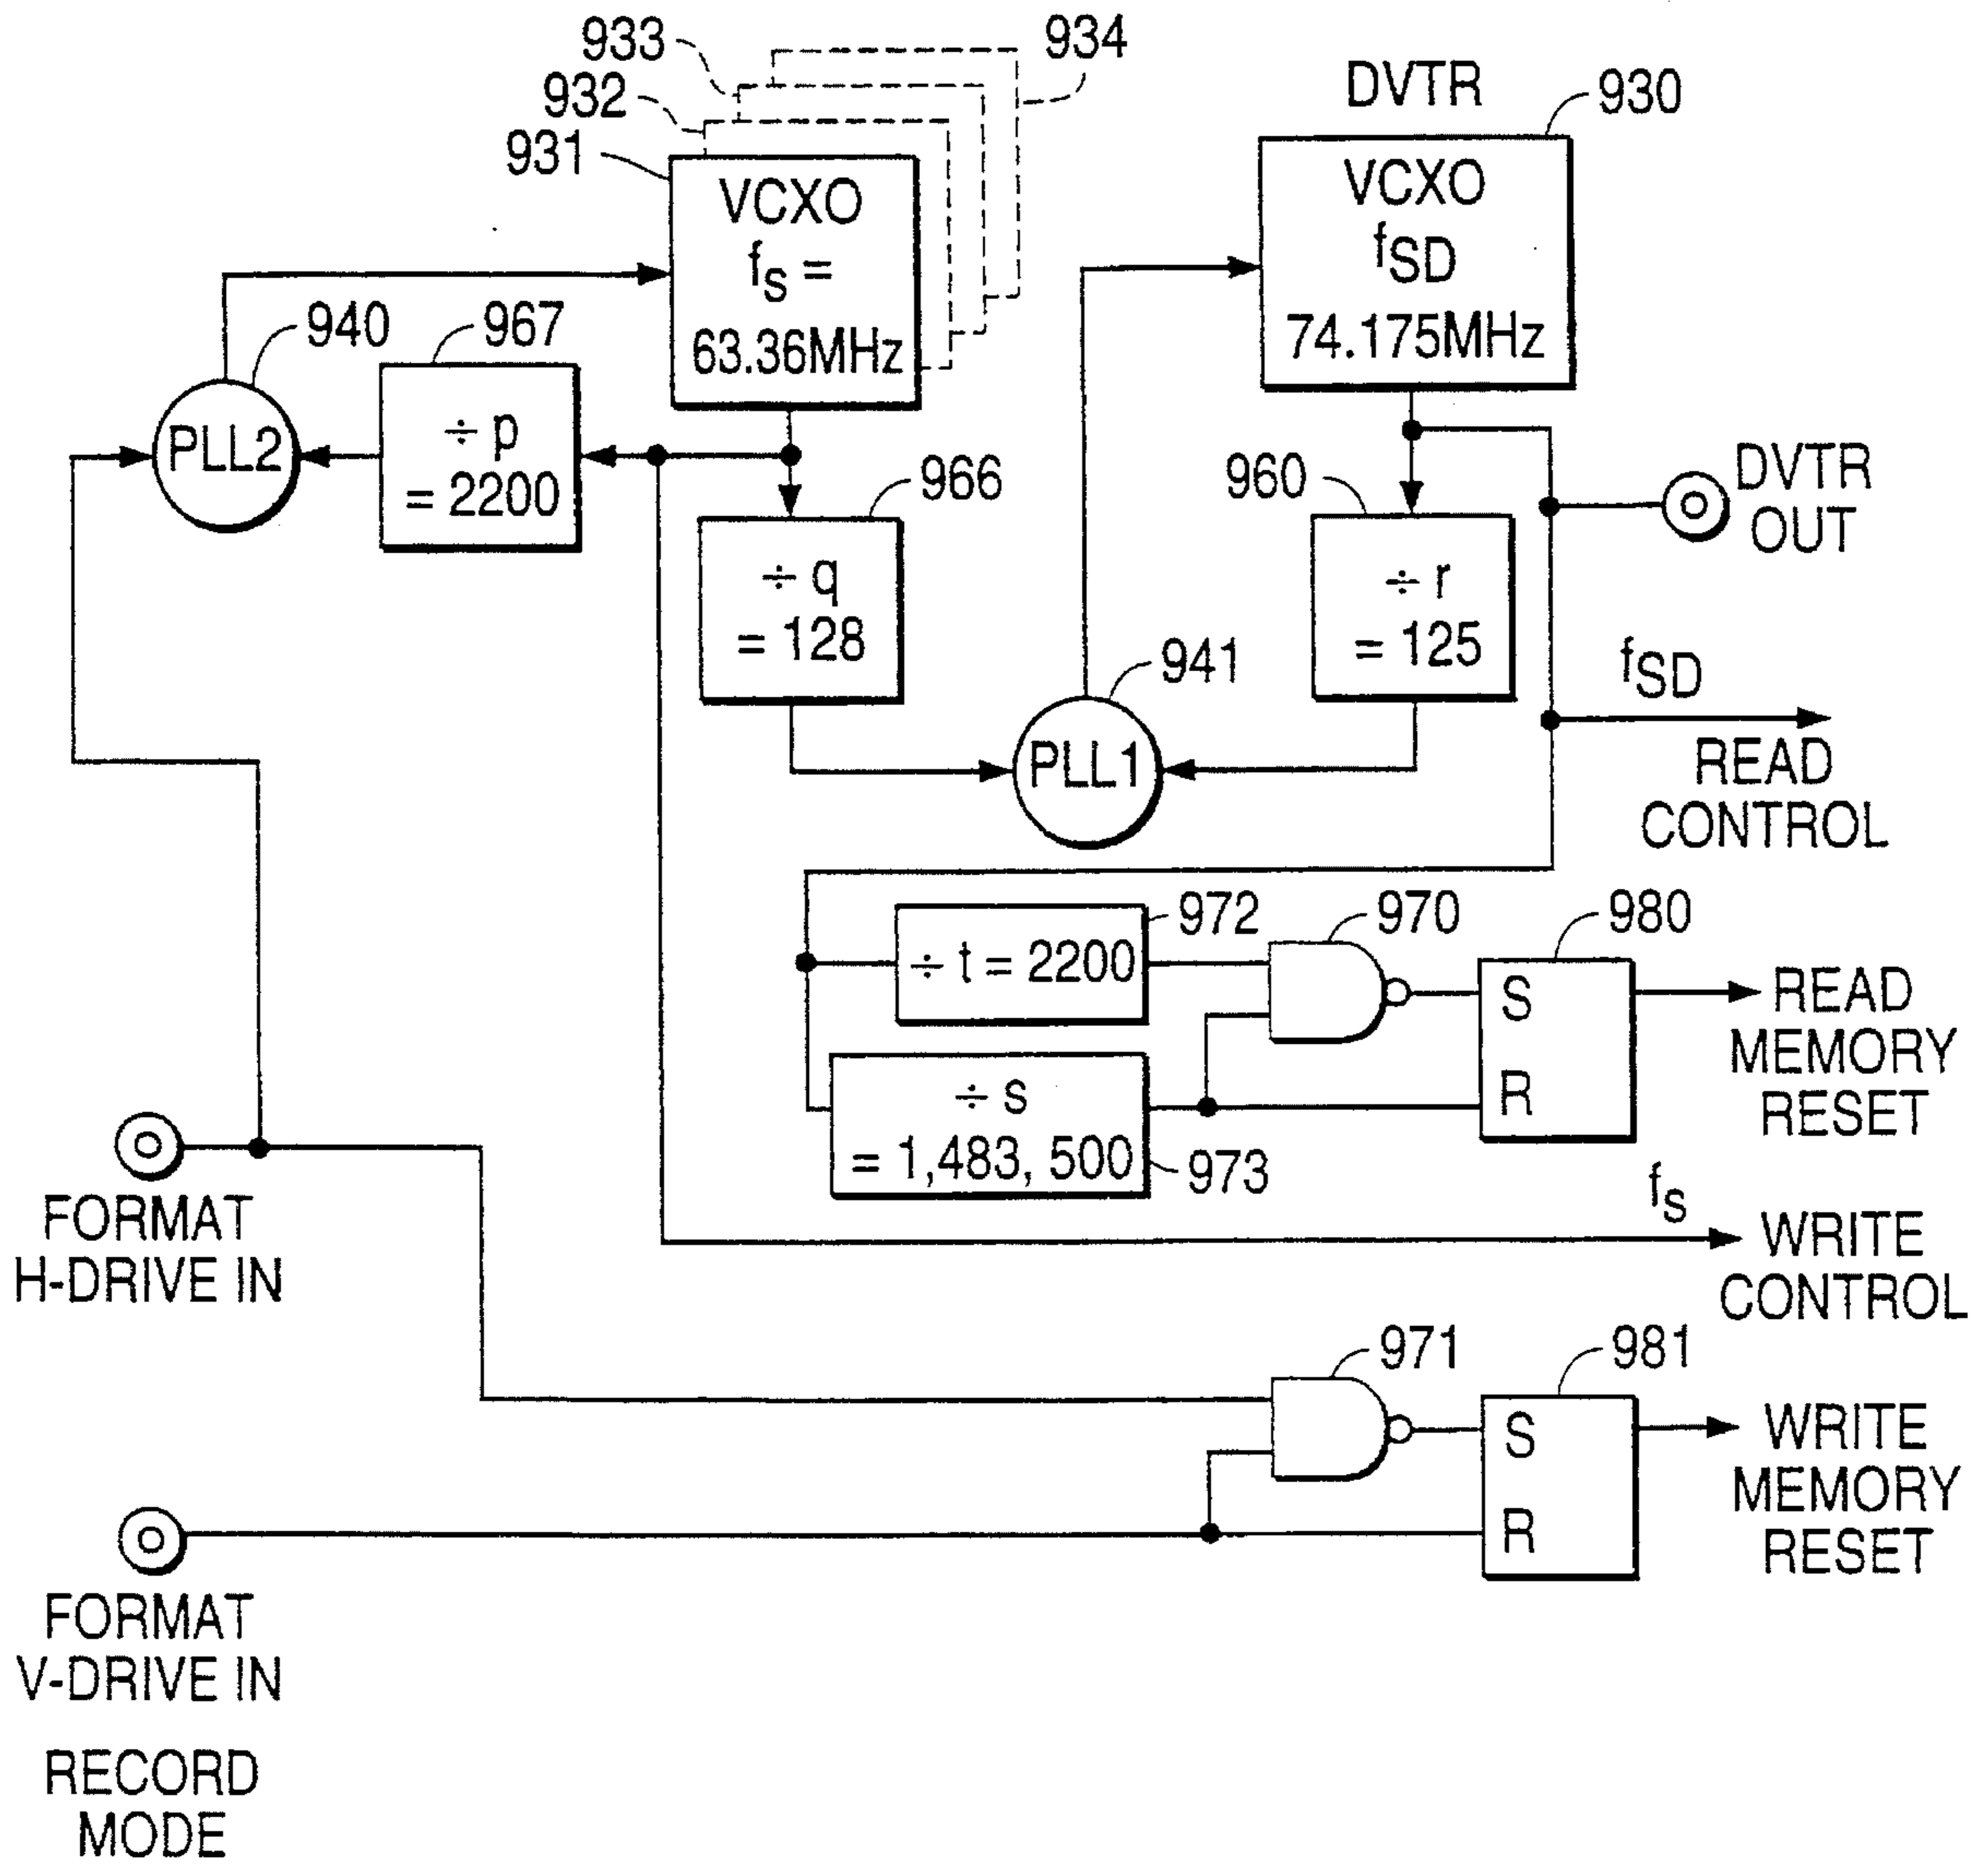 933
934
932
DVTR
930
931
VCXO
fS =
63.36MHz
VCXO
fSD
74.175MHz
940
967
PLL2
÷ p
= 2200
966
960
DVTR
OUT
÷ q
= 128
÷ r
= 125
941
fSD
PLL1
READ
CONTROL
972
970
980
÷ t = 2200
S
R
READ
MEMORY
RESET
÷ s
= 1,483, 500
973
FORMAT
H-DRIVE IN
fS
WRITE
CONTROL
971
981
S
R
WRITE
MEMORY
RESET
FORMAT
V-DRIVE IN
RECORD
MODE